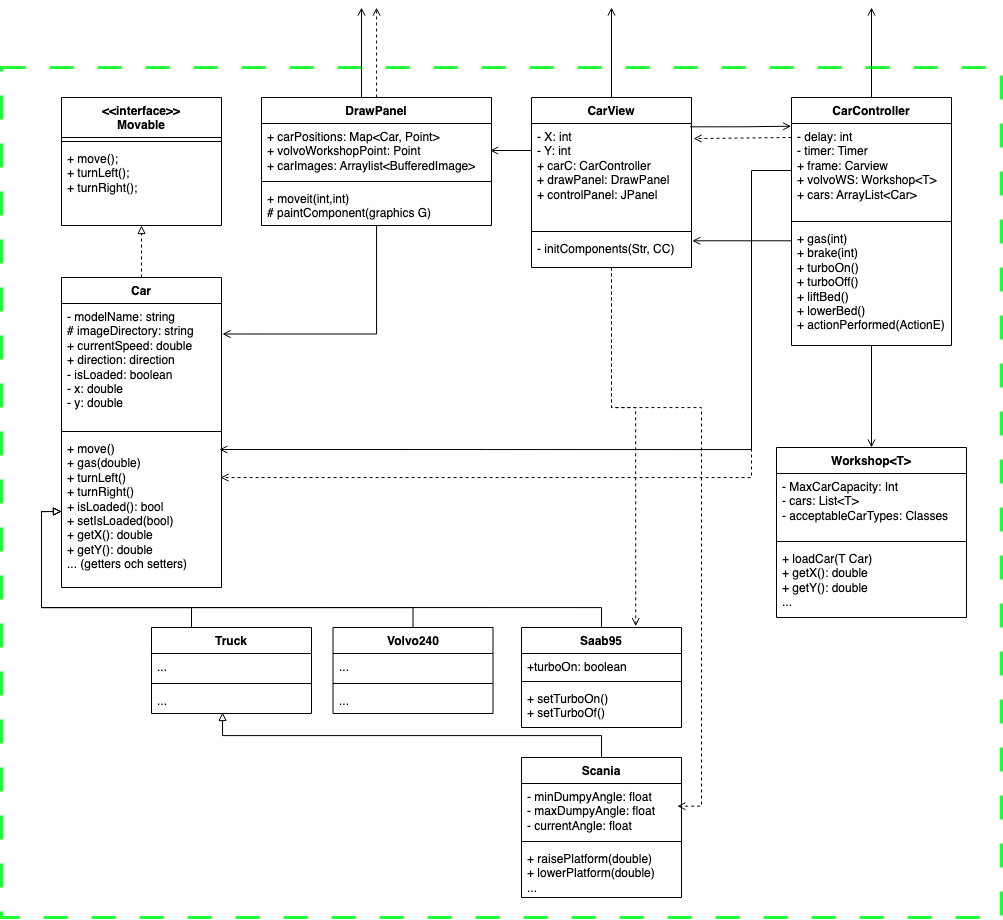 <<interface>>
Movable
+ move();
+ turnLeft();
+ turnRight();
DrawPanel
+ carPositions: Map<Car, Point>
+ volvoWorkshopPoint: Point
+ carImages: Arraylist<BufferedImage>
+ moveit(int,int)
# paintComponent(graphics G)
CarView
- X: int
- Y: int
+ carC: CarController
+ drawPanel: DrawPanel
+ controlPanel: JPanel
- initComponents(Str, CC)
CarController
- delay: int
- timer: Timer
+ frame: Carview
+ volvoWS: Workshop<T>
+ cars: ArrayList<Car>
+ gas(int)
+ brake(int)
+ turboOn()
+ turboOff()
+ liftBed()
+ lowerBed()
+ actionPerformed(ActionE)
Car
- modelName: string
# imageDirectory: string
+ currentSpeed: double
+ direction: direction
- isLoaded: boolean
- x: double
- y: double
+ move()
+ gas(double)
+ turnLeft()
+ turnRight()
+ isLoaded(): bool
+ setIsLoaded(bool)
+ getX(): double
+ getY(): double
... (getters och setters)
Workshop<T>
- MaxCarCapacity: Int
- cars: List<T>
- acceptableCarTypes: Classes
+ loadCar(T Car)
+ getX(): double
+ getY(): double
...
Truck
...
...
Volvo240
...
...
Saab95
+turboOn: boolean
+ setTurboOn()
+ setTurboOf()
Scania
- minDumpyAngle: float
- maxDumpyAngle: float
- currentAngle: float
+ raisePlatform(double)
+ lowerPlatform(double)
...